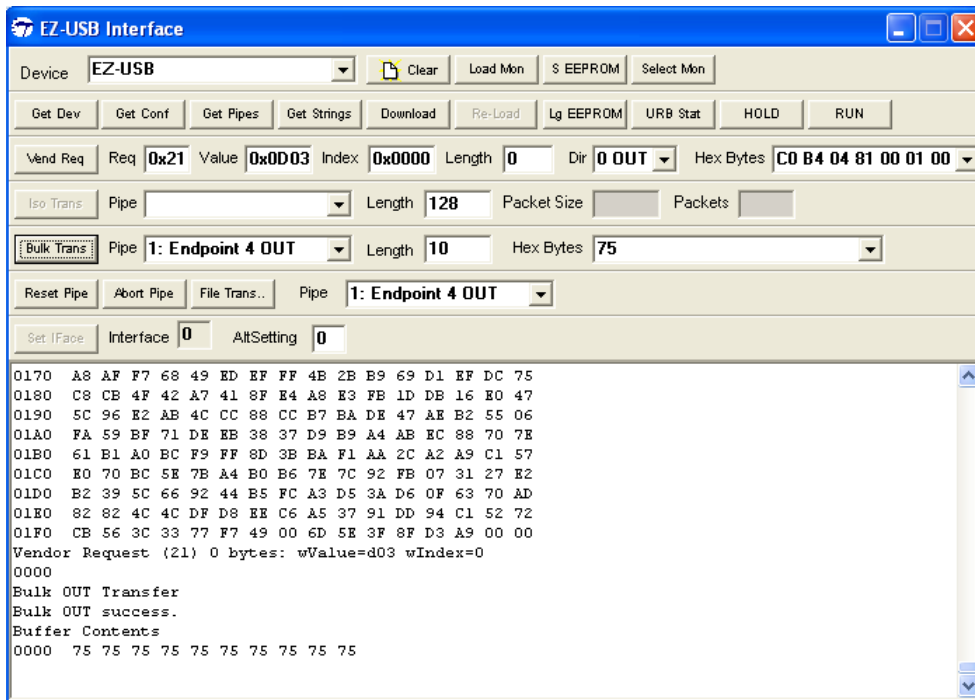 EZ-USB Interface
Device EZ-USB Clear Load Mon S EEPROM Select Mon
Get Dev Get Conf Get Pipes Get Strings Download Re-Load Lg EEPROM URB Stat HOLD RUN
Vend Req Req 0x21 Value 0x0D03 Index 0x0000 Length 0 Dir 0 OUT Hex Bytes C0 B4 04 81 00 01 00
Iso Trans Pipe Length 128 Packet Size Packets
Bulk Trans Pipe 1: Endpoint 4 OUT Length 10 Hex Bytes 75
Reset Pipe Abort Pipe File Trans.. Pipe 1: Endpoint 4 OUT
Set IFace Interface 0 AltSetting 0
0170 A8 AF F7 68 49 ED EF FF 4B 2B B9 69 D1 EF DC 75
0180 C8 CB 4F 42 A7 41 8F E4 A8 E3 FB 1D DB 16 E0 47
0190 5C 96 E2 AB 4C CC 88 CC B7 BA DE 47 AE B2 55 06
01A0 FA 59 BF 71 DE EB 38 37 D9 B9 A4 AB EC 88 70 7E
01B0 61 B1 A0 BC F9 FF 8D 3B BA F1 AA 2C A2 A9 C1 57
01C0 E0 70 BC 5E 7B A4 B0 B6 7E 7C 92 FB 07 31 27 E2
01D0 B2 39 5C 66 92 44 B5 FC A3 D5 3A D6 0F 63 70 AD
01E0 82 82 4C 4C DF D8 EE C6 A5 37 91 DD 94 C1 52 72
01F0 CB 56 3C 33 77 F7 49 00 6D 5E 3F 8F D3 A9 00 00
Vendor Request (21) 0 bytes: wValue=d03 wIndex=0
0000
Bulk OUT Transfer
Bulk OUT success.
Buffer Contents
0000 75 75 75 75 75 75 75 75 75 75